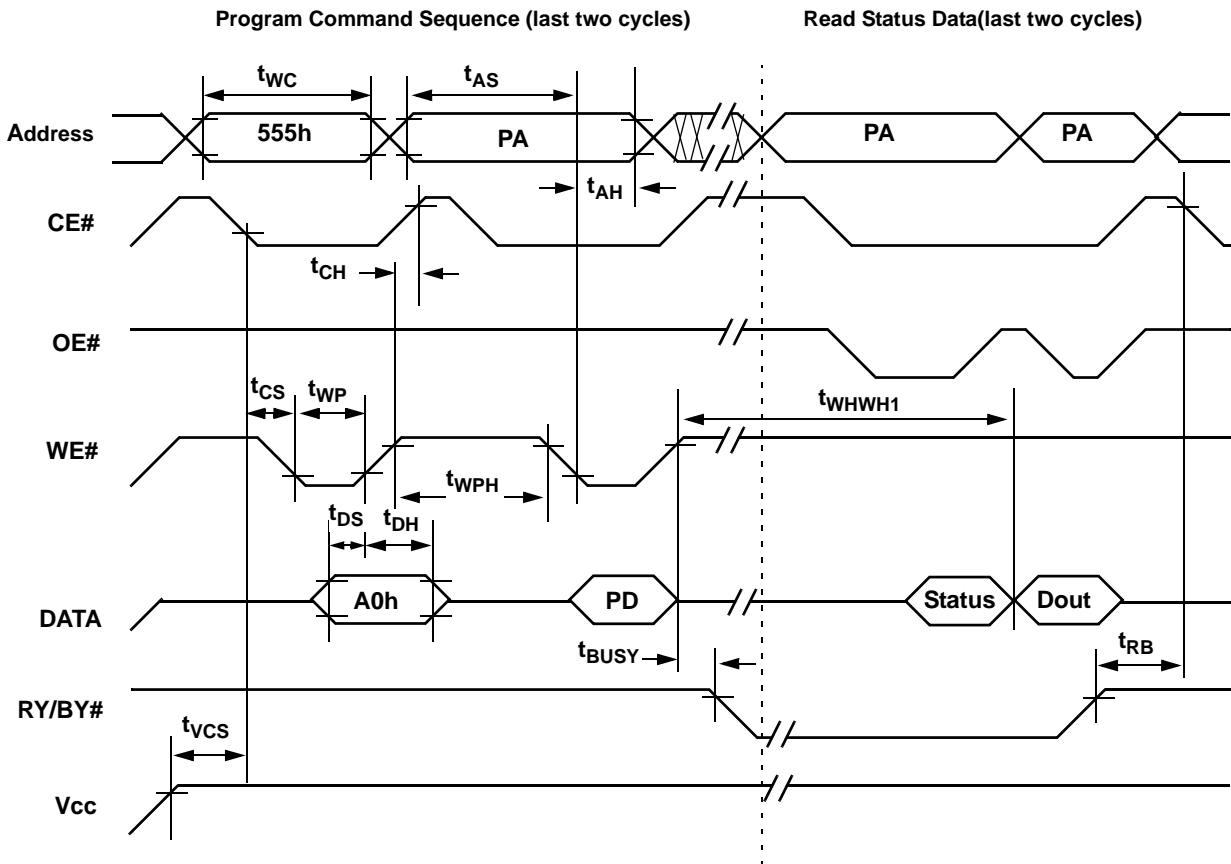 Program Command Sequence (last two cycles) Read Status Data(last two cycles)
tWC tAS
Address 555h PA PA PA
tAH
CE#
tCH
OE#
tCS tWP tWHWH1
WE#
tWPH
tDS tDH
DATA A0h PD Status Dout
tBUSY tRB
RY/BY#
tVCS
Vcc